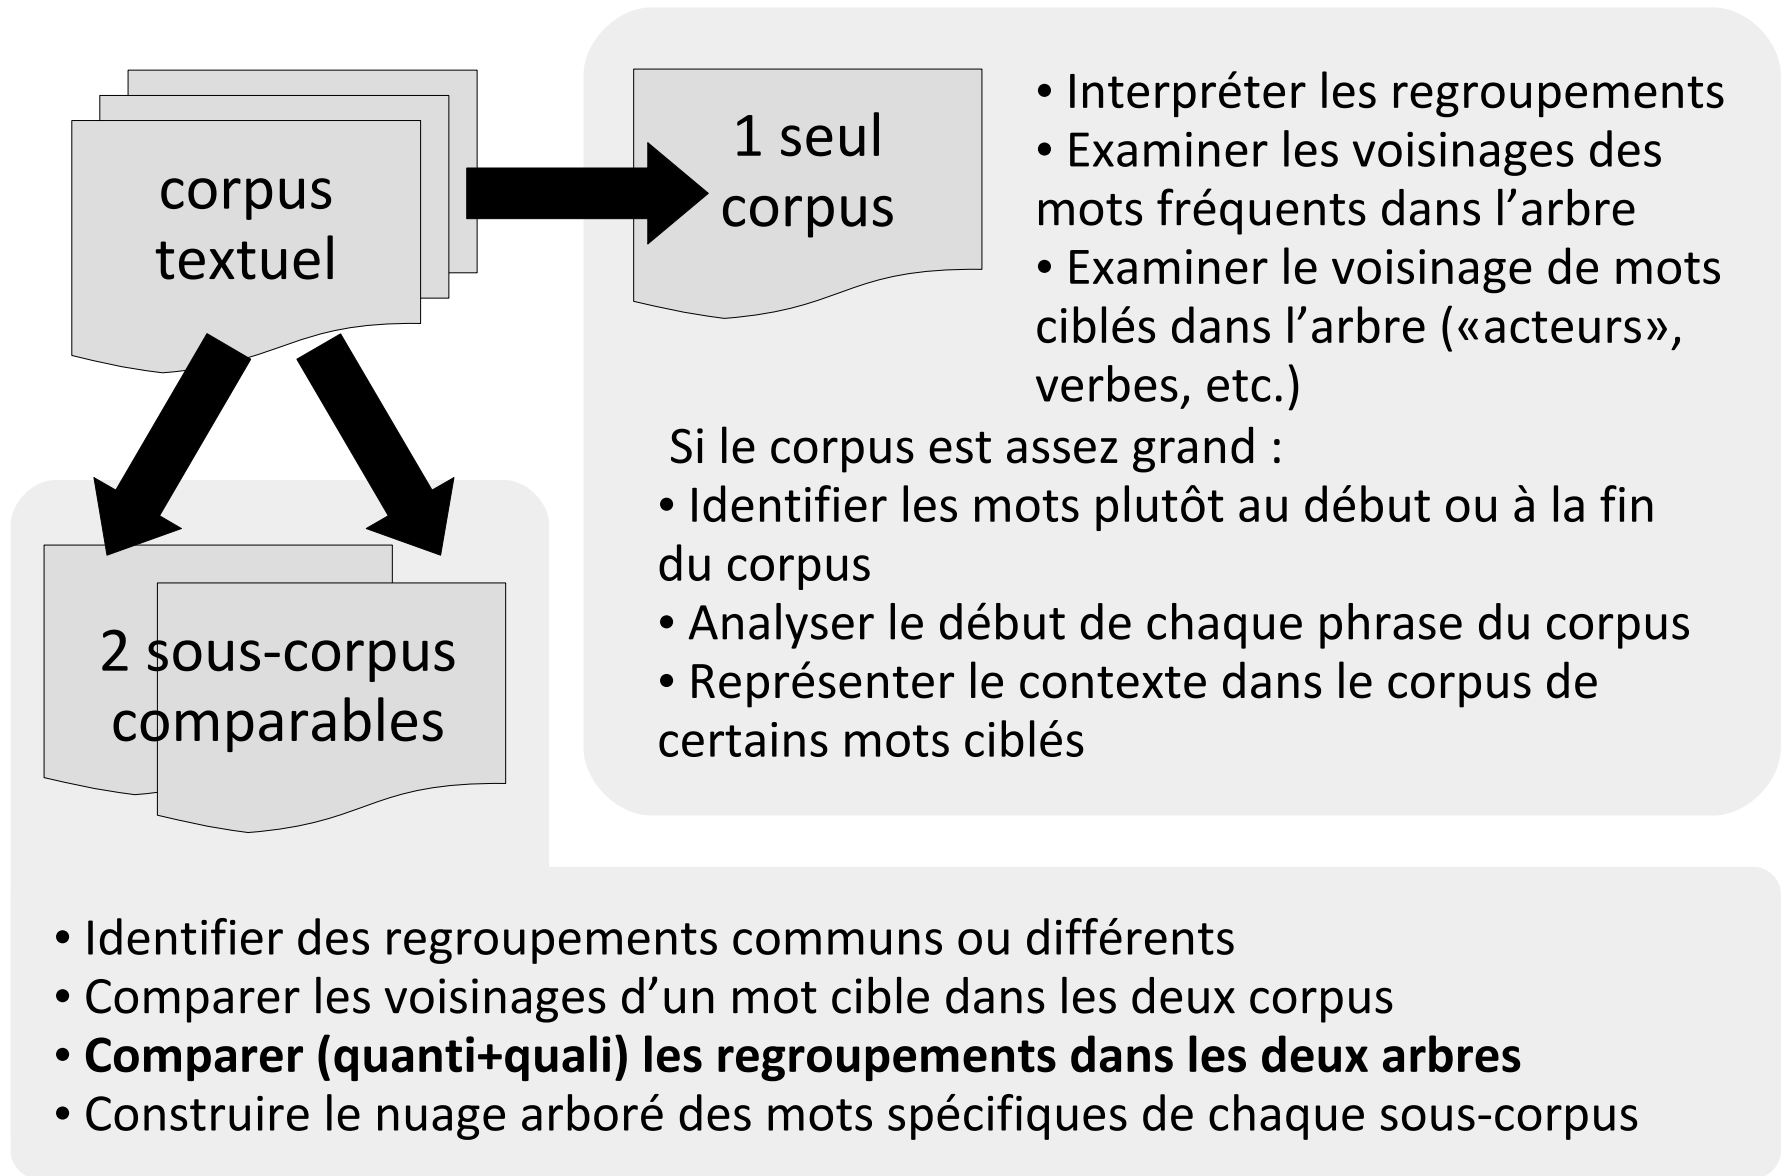 corpus
textuel
1 seul
corpus
• Interpréter les regroupements
• Examiner les voisinages des
mots fréquents dans l’arbre
• Examiner le voisinage de mots
ciblés dans l’arbre («acteurs»,
verbes, etc.)
Si le corpus est assez grand :
• Identifier les mots plutôt au début ou à la fin
du corpus
• Analyser le début de chaque phrase du corpus
• Représenter le contexte dans le corpus de
certains mots ciblés
2 sous-corpus
comparables
• Identifier des regroupements communs ou différents
• Comparer les voisinages d’un mot cible dans les deux corpus
• Comparer (quanti+quali) les regroupements dans les deux arbres
• Construire le nuage arboré des mots spécifiques de chaque sous-corpus